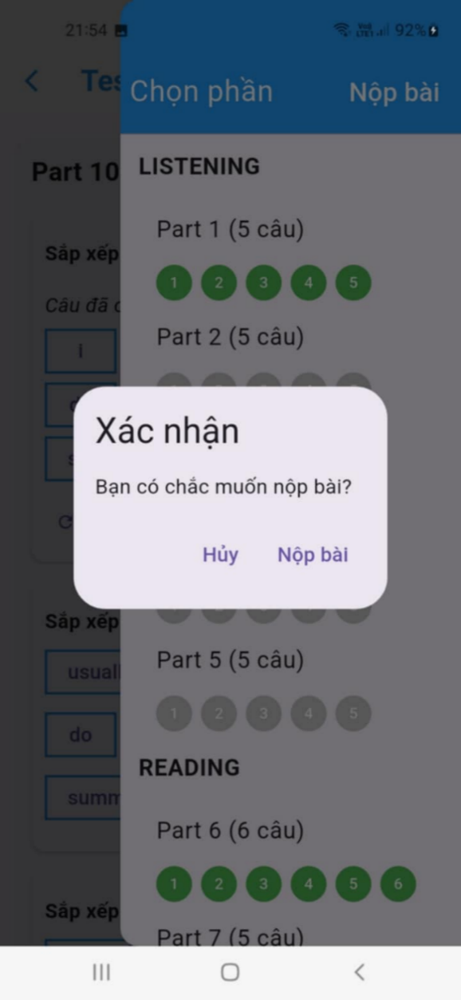 21:54 92%
Tes
Chọn phần Nộp bài
Part 10
LISTENING
Part 1 (5 câu)
Sắp xếp
1 2 3 4 5
Câu đã
Part 2 (5 câu)
i
Xác nhận
Bạn có chắc muốn nộp bài?
Hủy Nộp bài
Sắp xếp
Part 5 (5 câu)
usuall
1 2 3 4 5
do
READING
summ
Part 6 (6 câu)
1 2 3 4 5 6
Sắp xếp
Part 7 (5 câu)